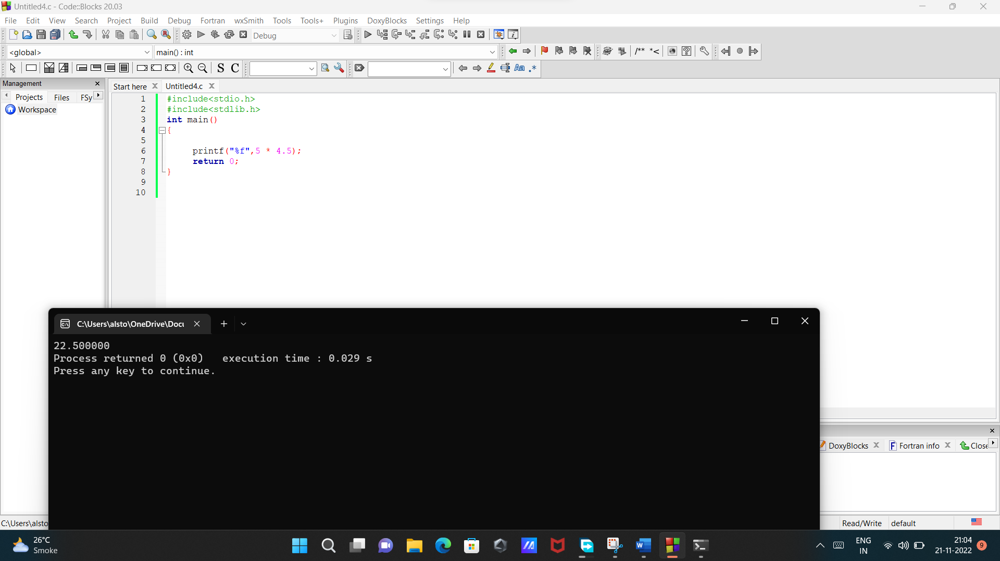 Untitled4.c - Code::Blocks 20.03
File Edit View Search Project Build Debug Fortran wxSmith Tools Tools+ Plugins DoxyBlocks Settings Help
Debug
<global> main() : int /** *<
S C Aa .*
Management
Projects Files FSy
Workspace
Start here Untitled4.c
1 #include<stdio.h>
2 #include<stdlib.h>
3 int main()
4 {
5
6 printf("%f",5 * 4.5);
7 return 0;
8 }
9
10
C:\Users\alsto\OneDrive\Docu
22.500000
Process returned 0 (0x0)   execution time : 0.029 s
Press any key to continue.
DoxyBlocks Fortran info Close
C:\Users\alsto Read/Write default
26°C
Smoke
ENG
IN
21:04
21-11-2022
9